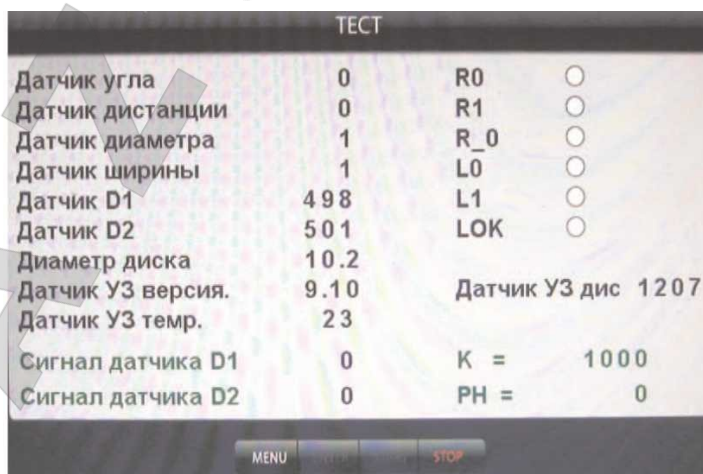 ТЕСТ
Датчик угла 0 R0
Датчик дистанции 0 R1
Датчик диаметра 1 R_0
Датчик ширины 1 L0
Датчик D1 498 L1
Датчик D2 501 LOK
Диаметр диска 10.2
Датчик УЗ версия. 9.10 Датчик УЗ дис 1207
Датчик УЗ темр. 23
Сигнал датчика D1 0 K = 1000
Сигнал датчика D2 0 PH = 0
MENU STOP